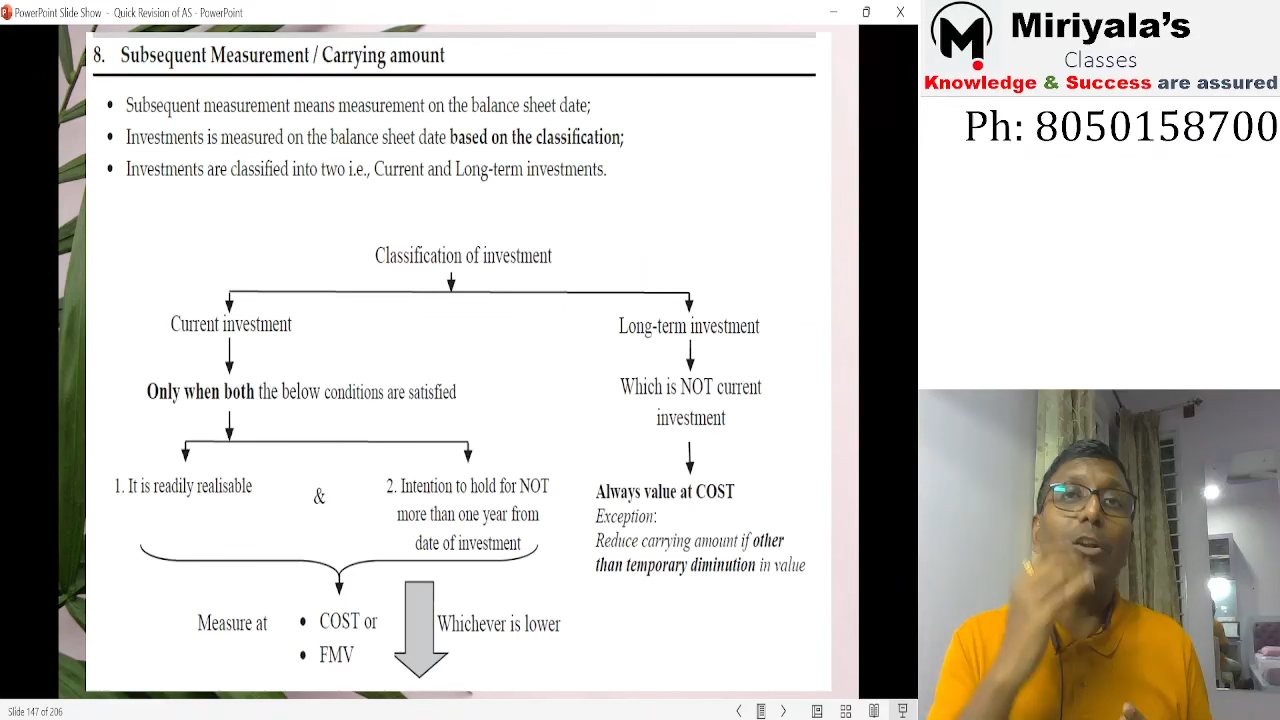 PowerPoint Slide Show - Quick Revision of AS - PowerPoint
8. Subsequent Measurement / Carrying amount
• Subsequent measurement means measurement on the balance sheet date;
• Investments is measured on the balance sheet date based on the classification;
• Investments are classified into two i.e., Current and Long-term investments.
Classification of investment
Current investment
Long-term investment
Only when both the below conditions are satisfied
Which is NOT current
investment
1. It is readily realisable
&
2. Intention to hold for NOT
more than one year from
date of investment
Always value at COST
Exception:
Reduce carrying amount if other
than temporary diminution in value
Measure at
• COST or
• FMV
Whichever is lower
Slide 147 of 206
M
Miriyala's
Classes
Knowledge & Success are assured
Ph: 8050158700